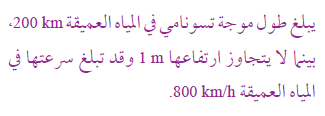 يبلغ طول موجة تسونامي في المياه العميقة 200 km،
بينما لا يتجاوز ارتفاعها 1 m وقد تبلغ سرعتها في
المياه العميقة 800 km/h.